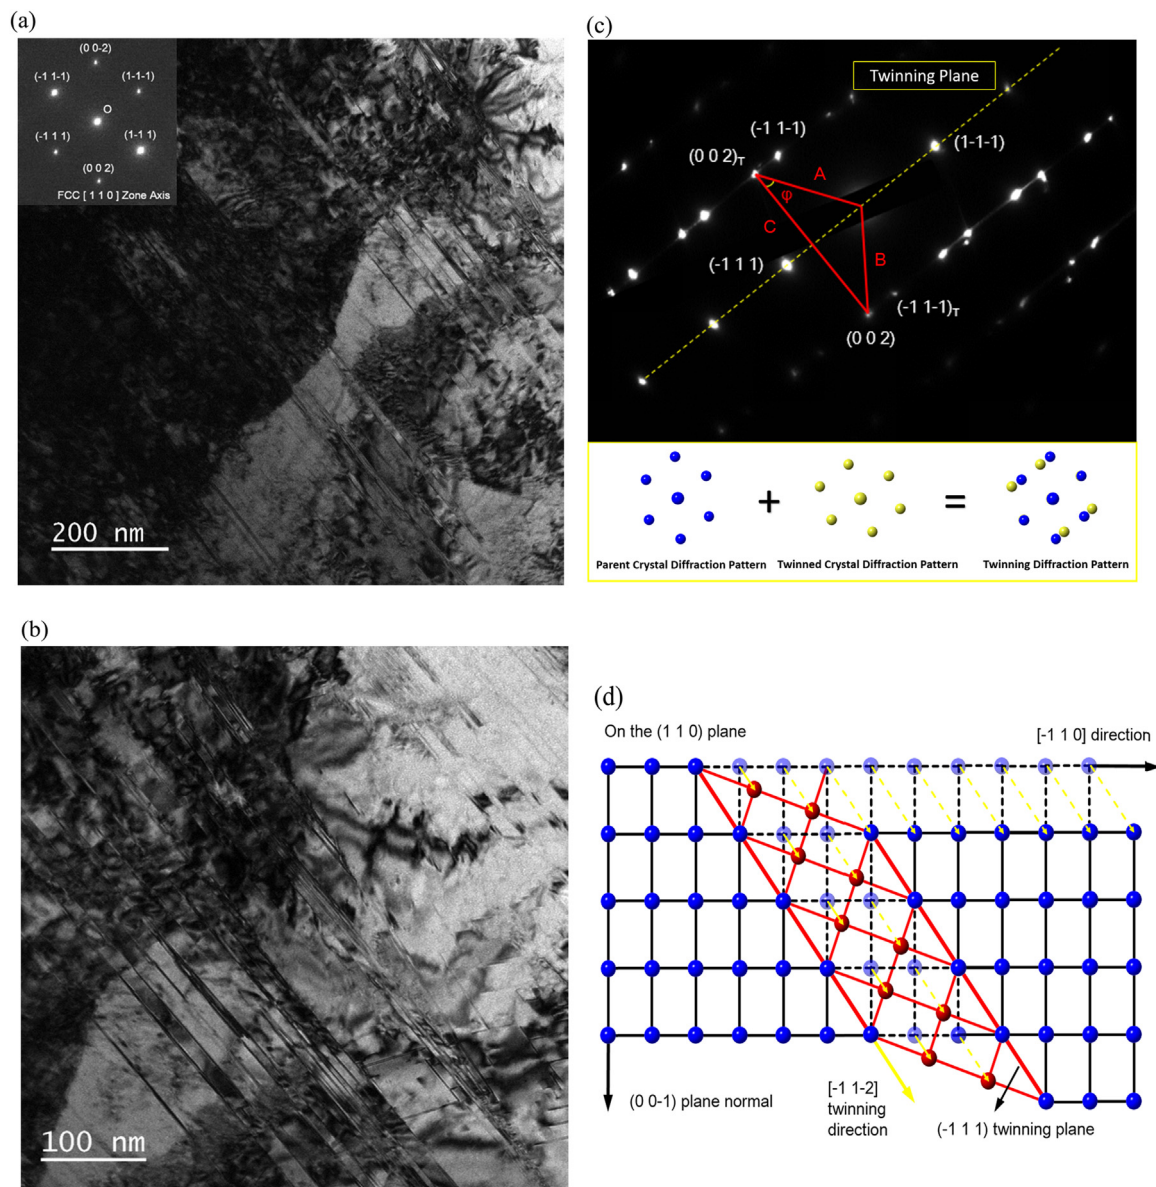 (a)
(0 0-2)
(-1 1-1)
(1-1-1)
O
(-1 1 1)
(1-1 1)
(0 0 2)
FCC [ 1 1 0 ] Zone Axis
200 nm
(b)
100 nm
(c)
Twinning Plane
(-1 1-1)
(1-1-1)
(0 0 2)T
A
φ
C
(-1 1 1)
B
(-1 1-1)T
(0 0 2)
+
=
Parent Crystal Diffraction Pattern
Twinned Crystal Diffraction Pattern
Twinning Diffraction Pattern
(d)
On the (1 1 0) plane
[-1 1 0] direction
(0 0-1) plane normal
[-1 1-2]
twinning
direction
(-1 1 1) twinning plane